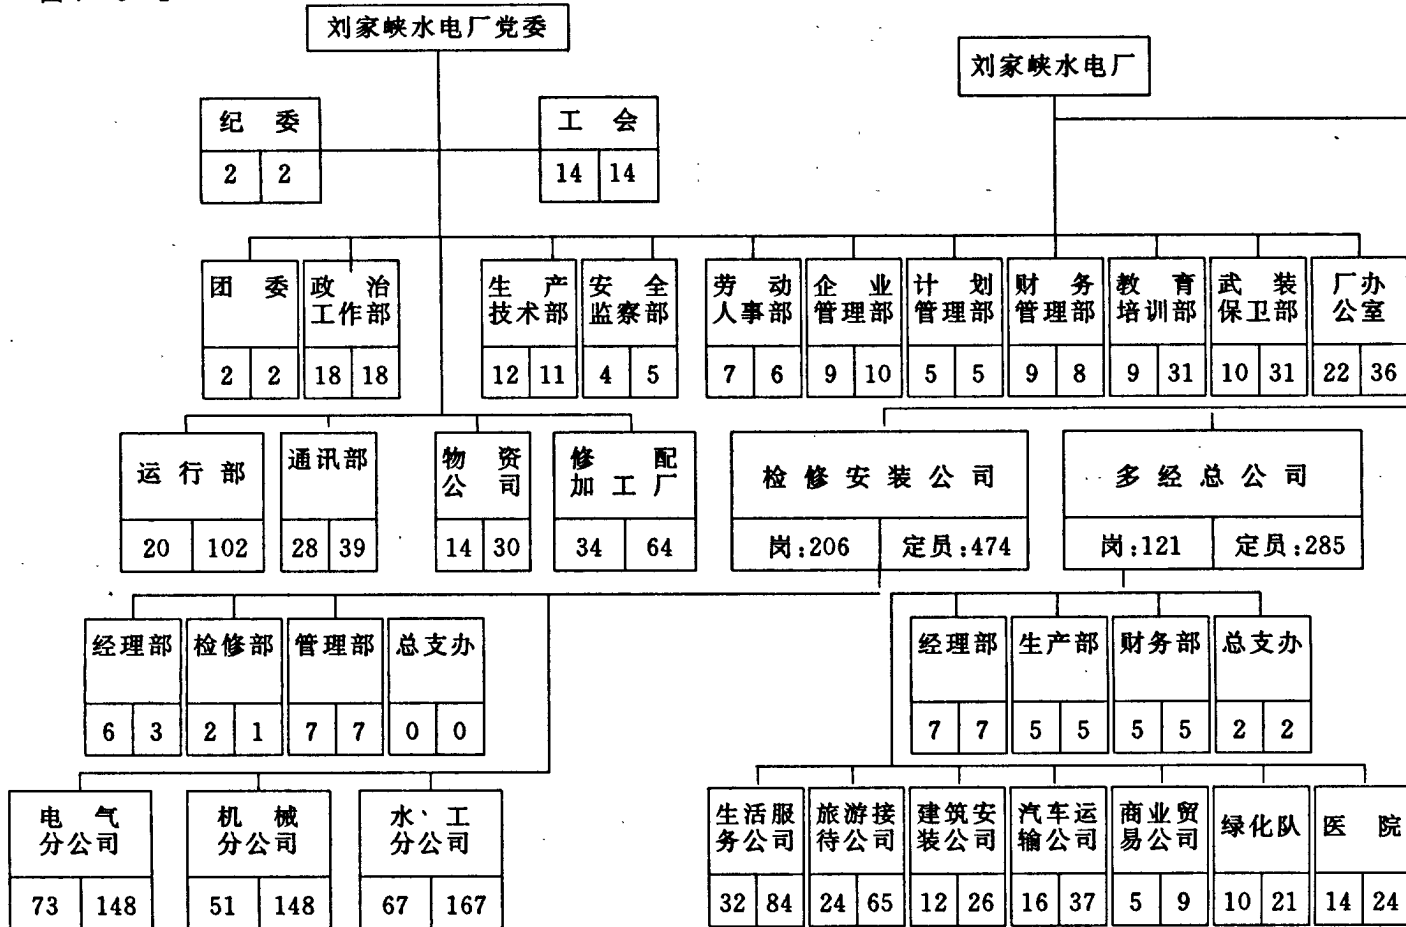 刘家峡水电厂党委
刘家峡水电厂
纪 委
2 2
工 会
14 14
团 委
2 2
政 治
工作部
18 18
生 产
技术部
12 11
安 全
监察部
4 5
劳 动
人事部
7 6
企 业
管理部
9 10
计 划
管理部
5 5
财 务
管理部
9 8
教 育
培训部
9 31
武 装
保卫部
10 31
厂办
公室
22 36
运行部
20 102
通讯部
28 39
物 资
公 司
14 30
修 配
加工厂
34 64
检修安装公司
岗:206 定员:474
多经总公司
岗:121 定员:285
经理部
6 3
检修部
2 1
管理部
7 7
总支办
0 0
经理部
7 7
生产部
5 5
财务部
5 5
总支办
2 2
电 气
分公司
73 148
机 械
分公司
51 148
水 工
分公司
67 167
生活服
务公司
32 84
旅游接
待公司
24 65
建筑安
装公司
12 26
汽车运
输公司
16 37
商业贸
易公司
5 9
绿化队
10 21
医 院
14 24